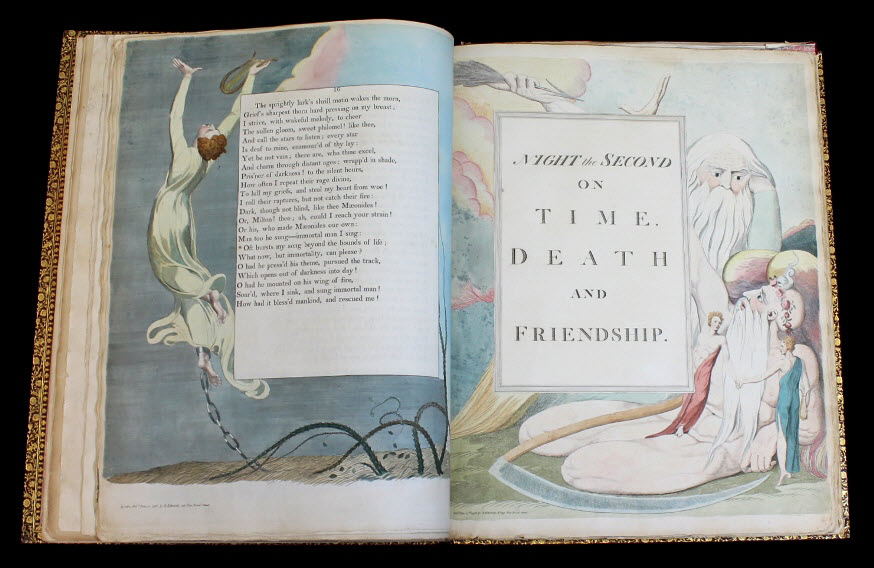 16
The sprightly lark's shrill matin wakes the morn,
Grief's sharpest thorn hard pressing on my breast;
I strive, with wakeful melody, to cheer
The sullen gloom, sweet philomel! like thee,
And call the stars to listen: every star
Is deaf to mine, enamour'd of thy lay:
Yet be not vain; there are, who thine excel,
And charm through distant ages: wrapp'd in shade,
Pris'ner of darkness! to the silent hours,
How often I repeat their rage divine,
To lull my griefs, and steal my heart from woe!
I roll their raptures, but not catch their fire:
Dark, though not blind, like thee Mæonides!
Or, Milton! thee; ah, could I reach your strain!
Or his, who made Mæonides our own:
Man too he sung—immortal man I sing:
* Oft bursts my song beyond the bounds of life;
What now, but immortality, can please?
O had he press'd his theme, pursued the track,
Which opens out of darkness into day!
O had he mounted on his wing of fire,
Soar'd, where I sink, and sung immortal man!
How had it bless'd mankind, and rescued me!
NIGHT the SECOND
ON
TIME.
DEATH
AND
FRIENDSHIP.